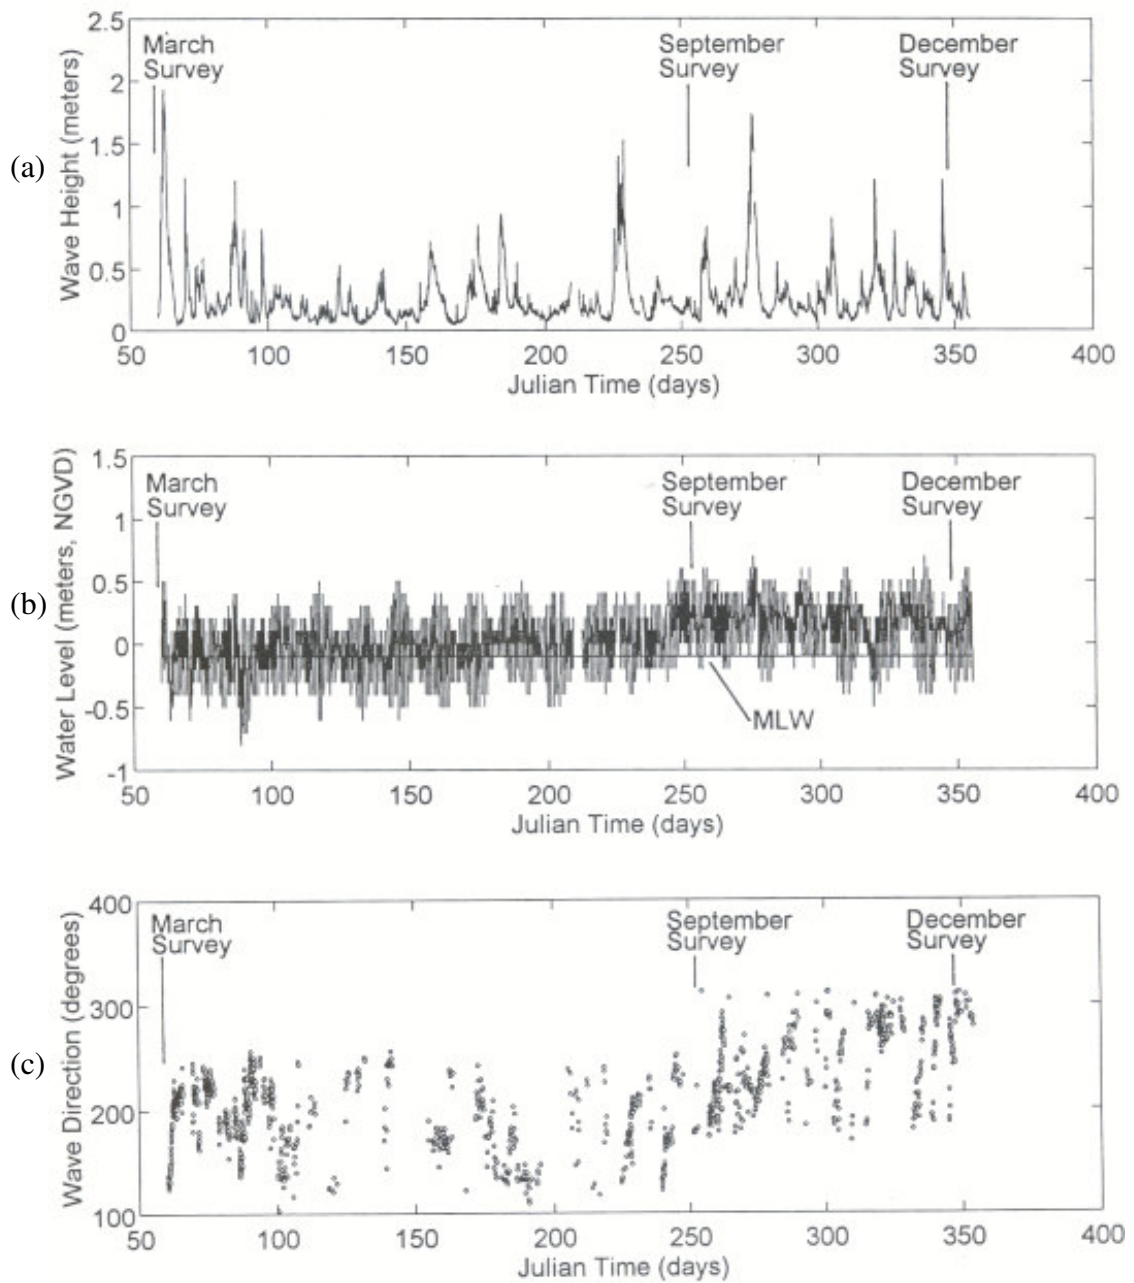 (a)
Wave Height (meters)
2.5
2
1.5
1
0.5
0
March
Survey
September
Survey
December
Survey
50 100 150 200 250 300 350 400
Julian Time (days)
(b)
Water Level (meters, NGVD)
1.5
1
0.5
0
-0.5
-1
March
Survey
September
Survey
December
Survey
MLW
50 100 150 200 250 300 350 400
Julian Time (days)
(c)
Wave Direction (degrees)
400
300
200
100
March
Survey
September
Survey
December
Survey
50 100 150 200 250 300 350 400
Julian Time (days)